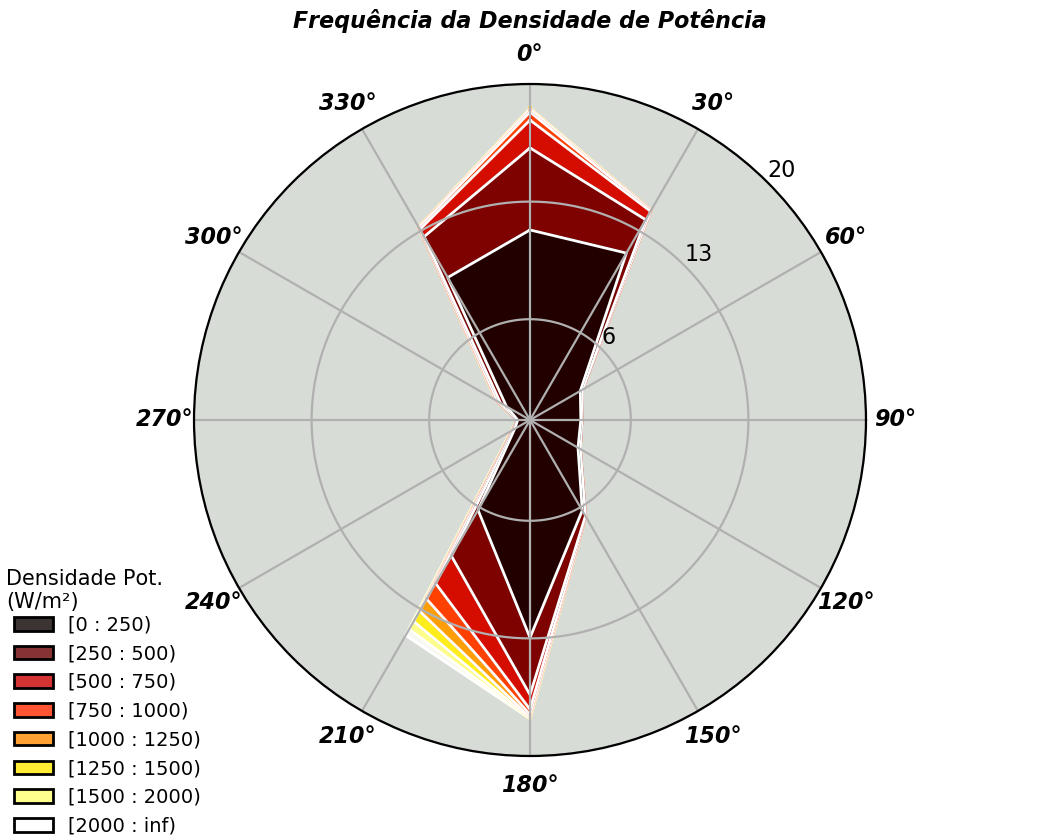 Frequência da Densidade de Potência
0°
330°
30°
20
300°
60°
13
6
270°
90°
240°
120°
210°
150°
180°
Densidade Pot.
(W/m²)
[0 : 250)
[250 : 500)
[500 : 750)
[750 : 1000)
[1000 : 1250)
[1250 : 1500)
[1500 : 2000)
[2000 : inf)